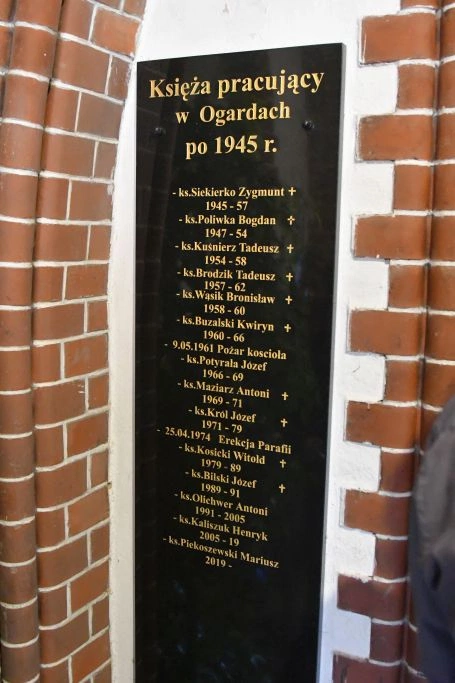 Księża pracujący
w Ogardach
po 1945 r.
- ks.Siekierko Zygmunt ✝
1945 - 57
- ks.Poliwka Bogdan ✝
1947 - 54
- ks.Kuśnierz Tadeusz ✝
1954 - 58
- ks.Brodzik Tadeusz ✝
1957 - 62
- ks.Wąsik Bronisław ✝
1958 - 60
- ks.Buzalski Kwiryn ✝
1960 - 66
- 9.05.1961 Pożar kosciola
- ks.Potyrała Józef
1966 - 69
- ks.Maziarz Antoni ✝
1969 - 71
- ks.Król Józef ✝
1971 - 79
- 25.04.1974 Erekcja Parafii
- ks.Kosicki Witold ✝
1979 - 89
- ks.Bilski Józef ✝
1989 - 91
- ks.Olichwer Antoni
1991 - 2005
- ks.Kaliszuk Henryk
2005 - 19
- ks.Piekoszewski Mariusz
2019 -